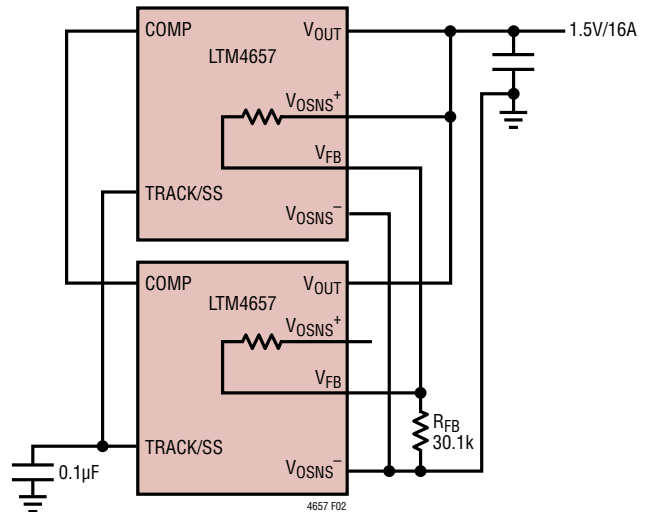 COMP
VOUT
1.5V/16A
LTM4657
VOSNS+
VFB
TRACK/SS
VOSNS–
COMP
VOUT
LTM4657
VOSNS+
VFB
RFB
30.1k
TRACK/SS
0.1µF
VOSNS–
4657 F02